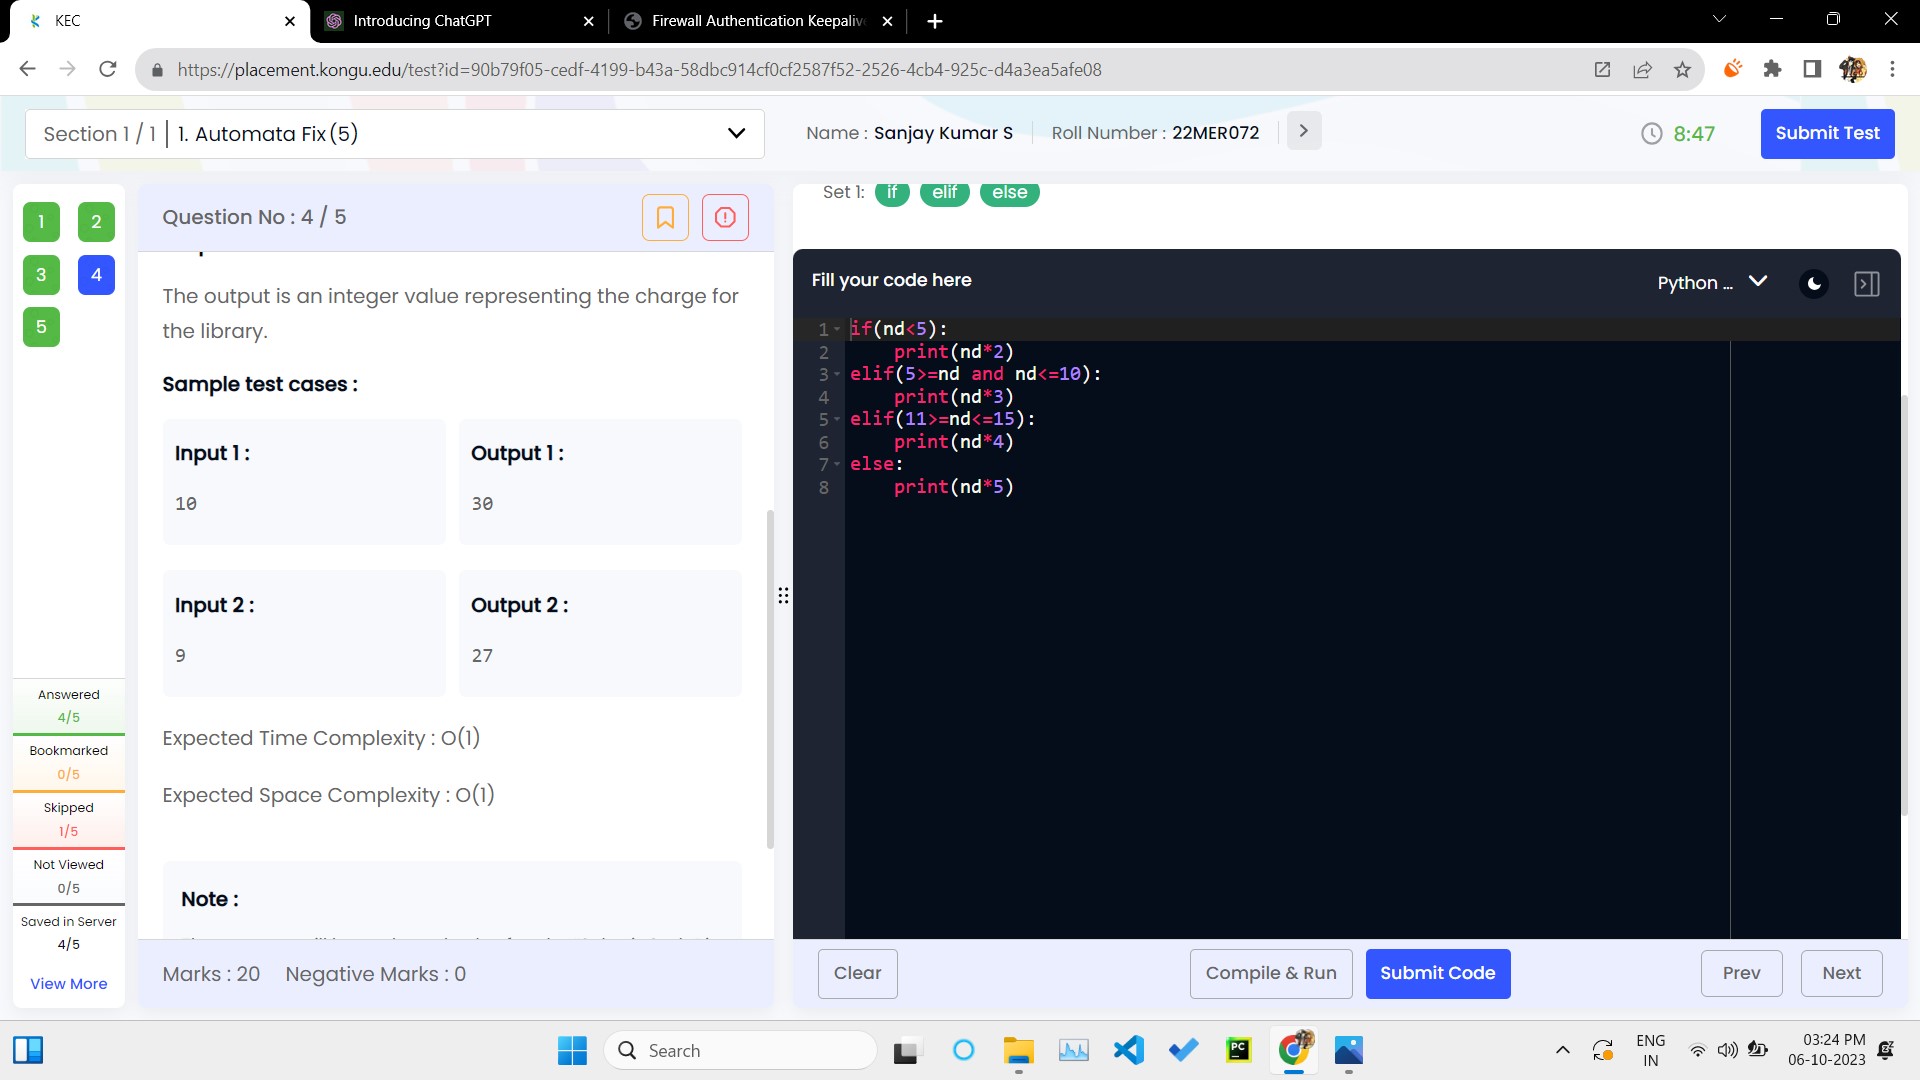 KEC
Introducing ChatGPT
Firewall Authentication Keepaliv
https://placement.kongu.edu/test?id=90b79f05-cedf-4199-b43a-58dbc914cf0cf2587f52-2526-4cb4-925c-d4a3ea5afe08
Section 1 / 1 | 1. Automata Fix (5)
Name : Sanjay Kumar S
Roll Number : 22MER072
8:47
Submit Test
1 2
3 4
5
Answered
4/5
Bookmarked
0/5
Skipped
1/5
Not Viewed
0/5
Saved in Server
4/5
View More
Question No : 4 / 5
The output is an integer value representing the charge for
the library.
Sample test cases :
Input 1 :
10
Output 1 :
30
Input 2 :
9
Output 2 :
27
Expected Time Complexity : O(1)
Expected Space Complexity : O(1)
Note :
Marks : 20 Negative Marks : 0
Set 1: if elif else
Fill your code here
Python ...
1 if(nd<5):
2 print(nd*2)
3 elif(5>=nd and nd<=10):
4 print(nd*3)
5 elif(11>=nd<=15):
6 print(nd*4)
7 else:
8 print(nd*5)
Clear
Compile & Run
Submit Code
Prev
Next
Search
PC
ENG
IN
03:24 PM
06-10-2023